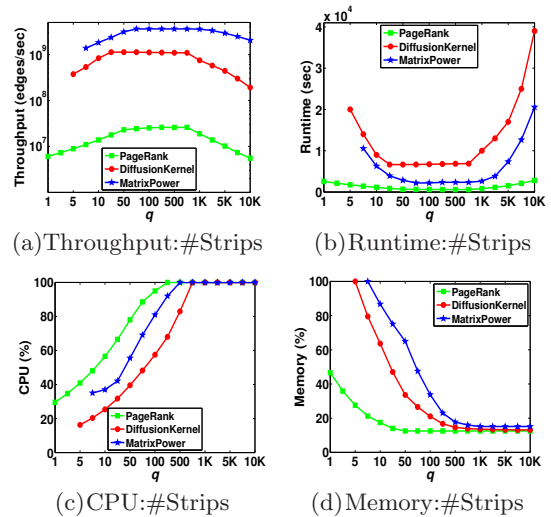 10^9
10^8
10^7
Throughput (edges/sec)
PageRank
DiffusionKernel
MatrixPower
1 5 10 50 100 500 1K 5K 10K
q
(a)Throughput:#Strips
x 10^4
4
3
2
1
0
Runtime (sec)
PageRank
DiffusionKernel
MatrixPower
1 5 10 50 100 500 1K 5K 10K
q
(b)Runtime:#Strips
100
80
60
40
20
0
CPU (%)
PageRank
DiffusionKernel
MatrixPower
1 5 10 50 100 500 1K 5K 10K
q
(c)CPU:#Strips
100
80
60
40
20
0
Memory (%)
PageRank
DiffusionKernel
MatrixPower
1 5 10 50 100 500 1K 5K 10K
q
(d)Memory:#Strips